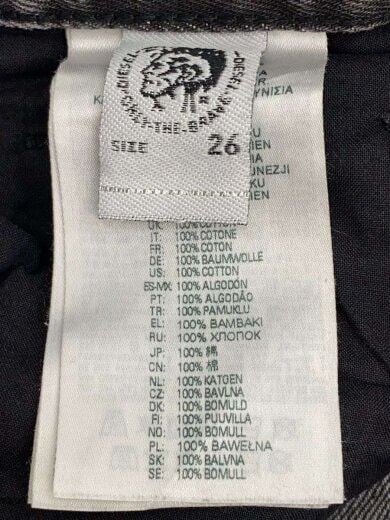 DIESEL
DIESEL
ONLY-THE-BRAVE
SIZE 26
UK: 100% COTTON
IT: 100% COTONE
FR: 100% COTON
DE: 100% BAUMWOLLE
US: 100% COTTON
ES-MX: 100% ALGODÓN
PT: 100% ALGODÃO
TR: 100% PAMUKLU
EL: 100% BAMBAKI
RU: 100% ХЛОПОК
JP: 100% 綿
CN: 100% 棉
NL: 100% KATOEN
CZ: 100% BAVLNA
DK: 100% BOMULD
FI: 100% PUUVILLA
NO: 100% BOMULL
PL: 100% BAWEŁNA
SK: 100% BALVNA
SE: 100% BOMULL